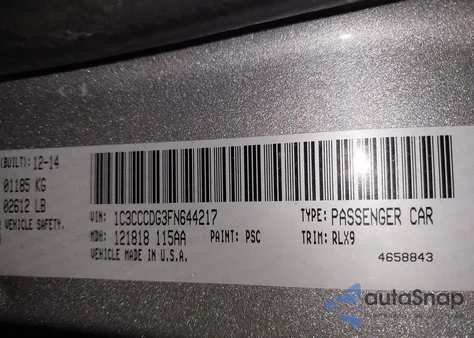 (BUILT): 12-14
01185 KG
02612 LB
VEHICLE SAFETY.
VIN: 1C3CCCDG3FN644217
TYPE: PASSENGER CAR
MDH: 121818 115AA
PAINT: PSC
TRIM: RLX9
VEHICLE MADE IN U.S.A.
4658843
autoSnap